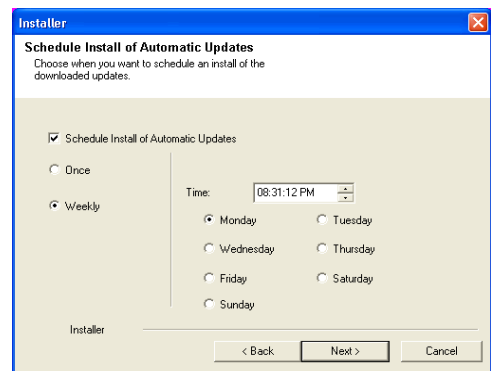 Installer
Schedule Install of Automatic Updates
Choose when you want to schedule an install of the
downloaded updates.
Schedule Install of Automatic Updates
Once
Weekly
Time: 08:31:12 PM
Monday Tuesday
Wednesday Thursday
Friday Saturday
Sunday
Installer
< Back Next > Cancel